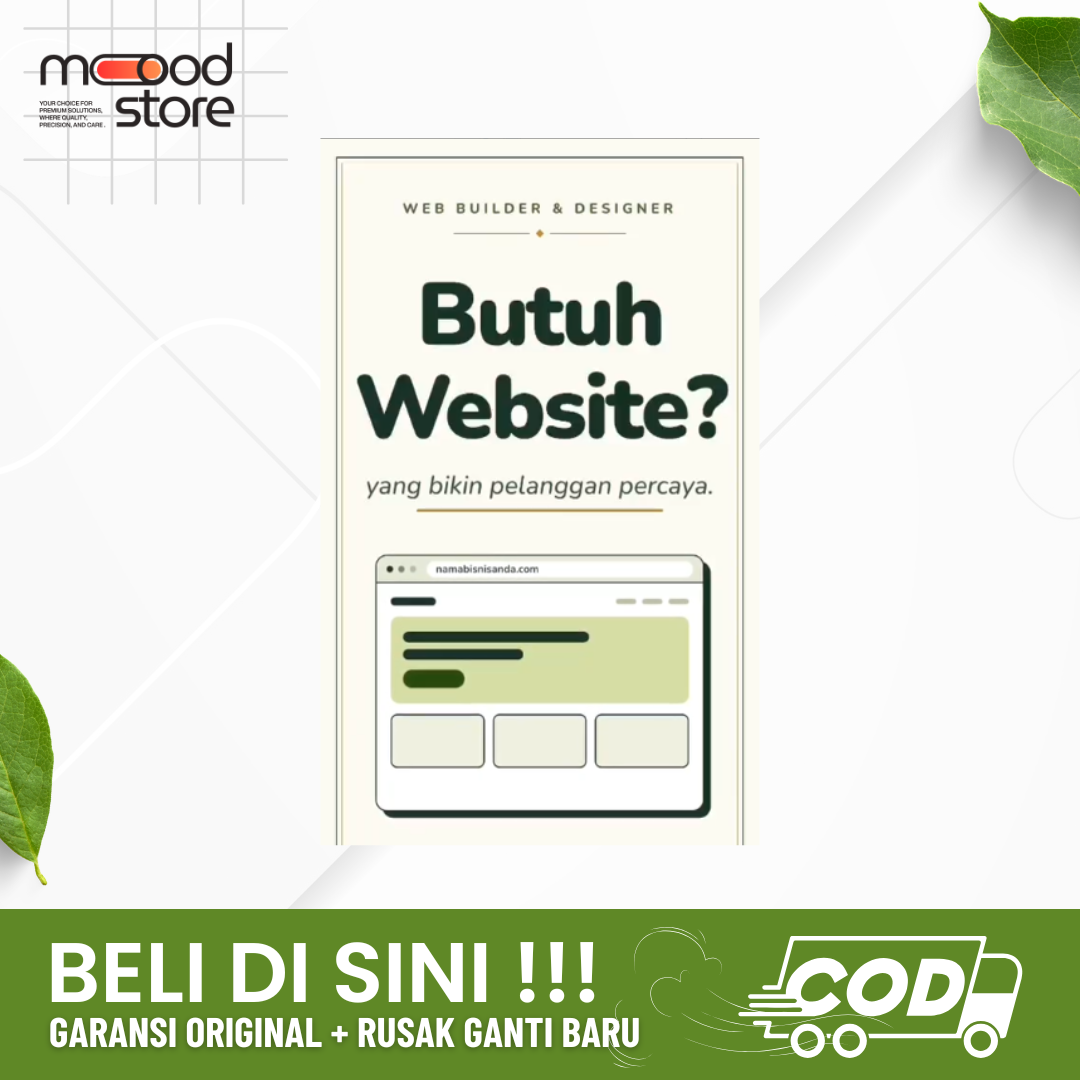 moood
store
YOUR CHOICE FOR
PREMIUM SOLUTIONS,
WHERE QUALITY,
PRECISION, AND CARE.
WEB BUILDER & DESIGNER
Butuh
Website?
yang bikin pelanggan percaya.
namabisnisanda.com
BELI DI SINI !!!
GARANSI ORIGINAL + RUSAK GANTI BARU
COD